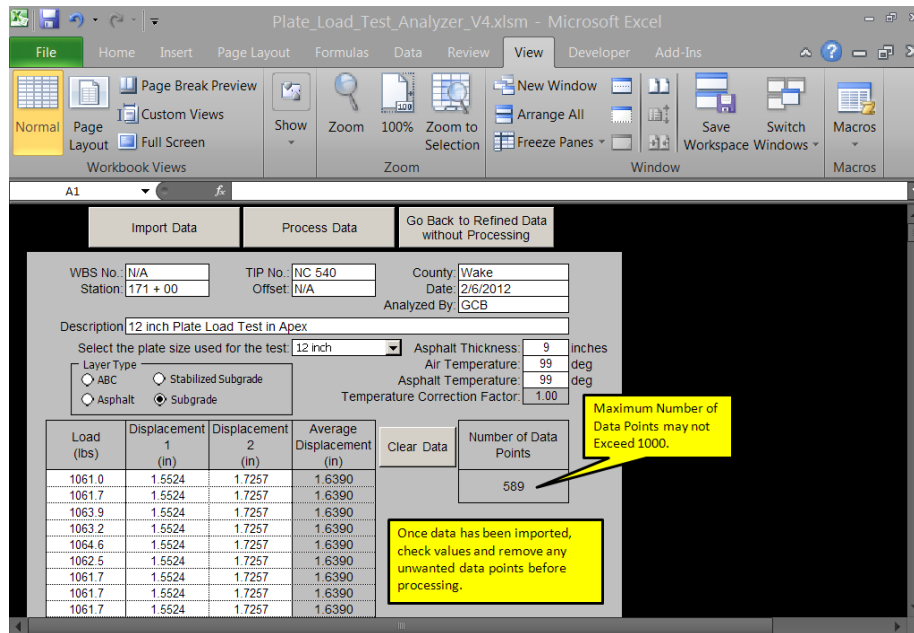 Plate_Load_Test_Analyzer_V4.xlsm - Microsoft Excel
File Home Insert Page Layout Formulas Data Review View Developer Add-Ins
Normal
Page Layout
Page Break Preview
Custom Views
Full Screen
Workbook Views
Show
Zoom
100%
Zoom to Selection
Zoom
New Window
Arrange All
Freeze Panes
Save Workspace
Switch Windows
Window
Macros
Macros
A1 fx
Import Data
Process Data
Go Back to Refined Data
without Processing
WBS No.: N/A TIP No.: NC 540 County: Wake
Station: 171 + 00 Offset: N/A Date: 2/6/2012
Analyzed By: GCB
Description 12 inch Plate Load Test in Apex
Select the plate size used for the test: 12 inch Asphalt Thickness: 9 inches
Layer Type Air Temperature: 99 deg
ABC Stabilized Subgrade Asphalt Temperature: 99 deg
Asphalt Subgrade Temperature Correction Factor: 1.00
Maximum Number of
Data Points may not
Exceed 1000.
Load
(lbs)
Displacement
1
(in)
Displacement
2
(in)
Average
Displacement
(in)
Clear Data
Number of Data
Points
589
1061.0 1.5524 1.7257 1.6390
1061.7 1.5524 1.7257 1.6390
1063.9 1.5524 1.7257 1.6390
1063.2 1.5524 1.7257 1.6390
1064.6 1.5524 1.7257 1.6390
1062.5 1.5524 1.7257 1.6390
1061.7 1.5524 1.7257 1.6390
1061.7 1.5524 1.7257 1.6390
1061.7 1.5524 1.7257 1.6390
Once data has been imported,
check values and remove any
unwanted data points before
processing.